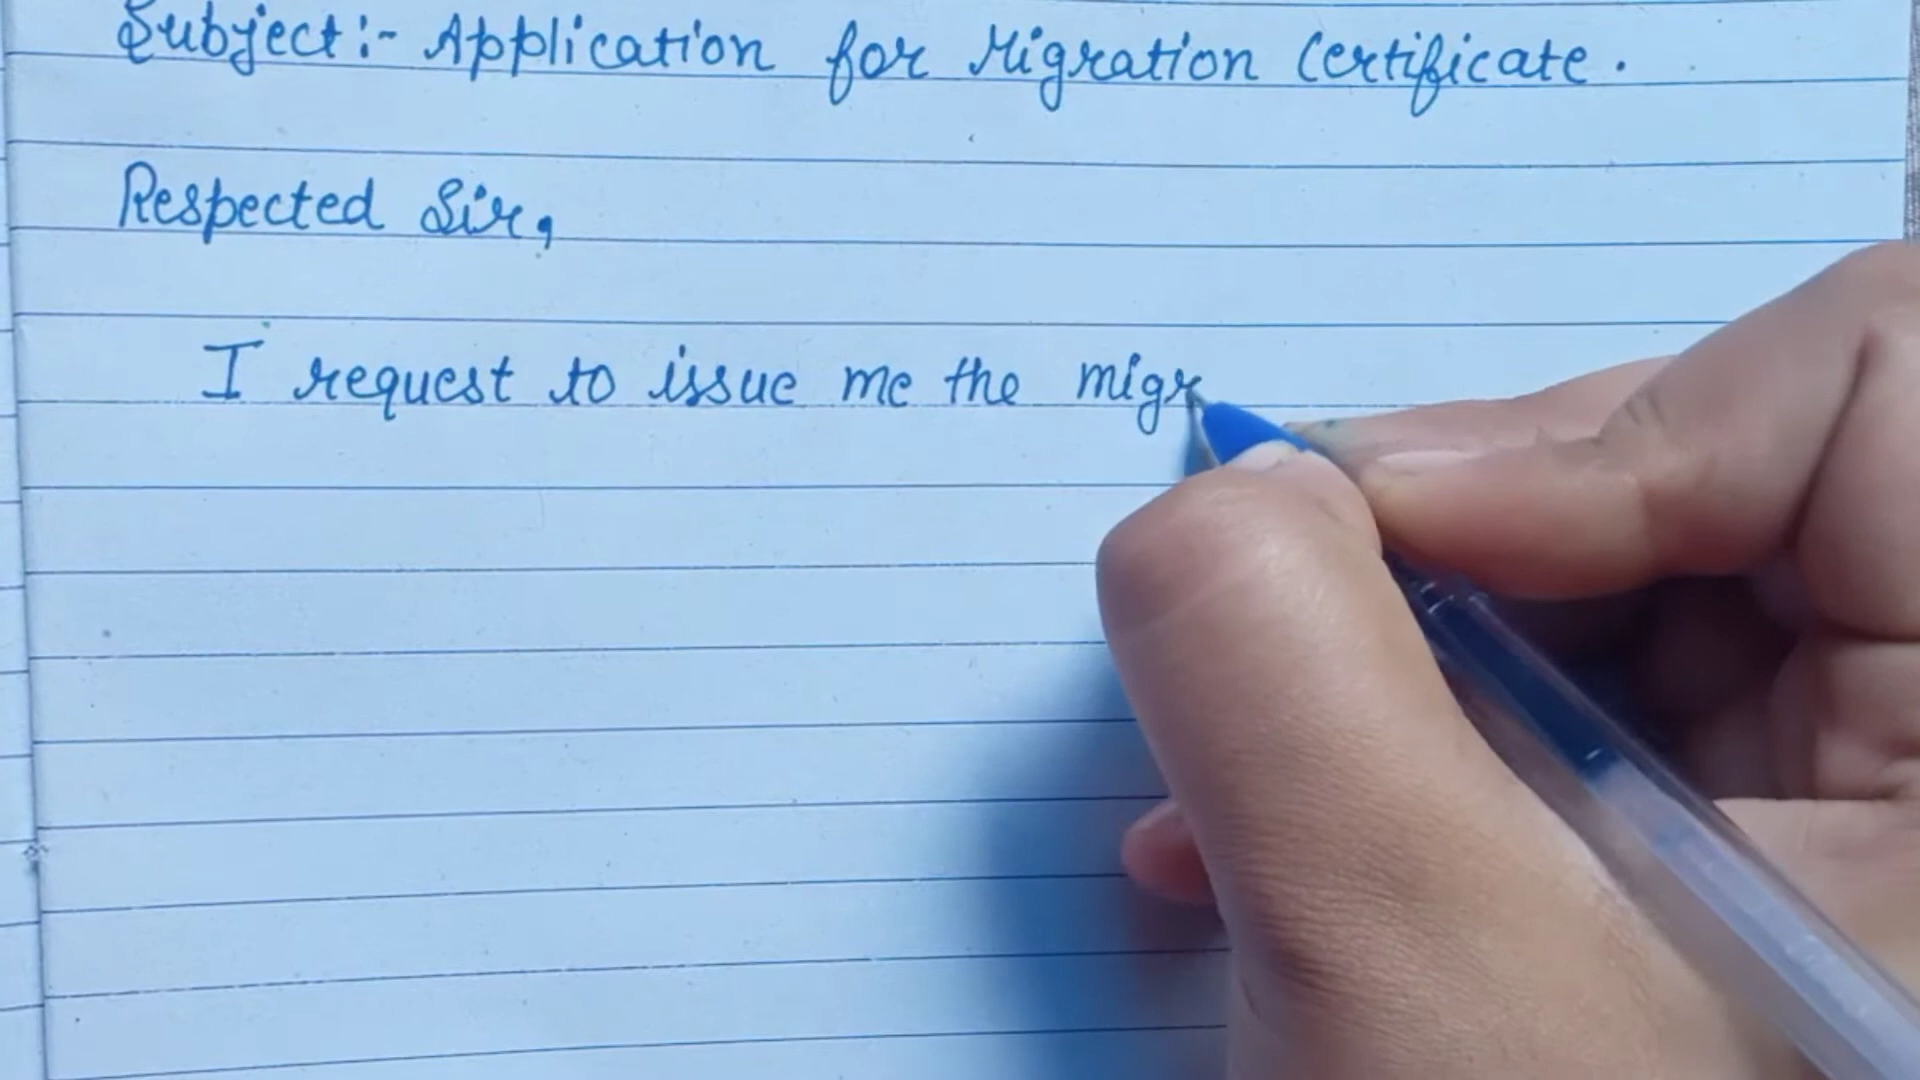 Subject:- Application for Migration Certificate.
Respected Sir,
I request to issue me the migr